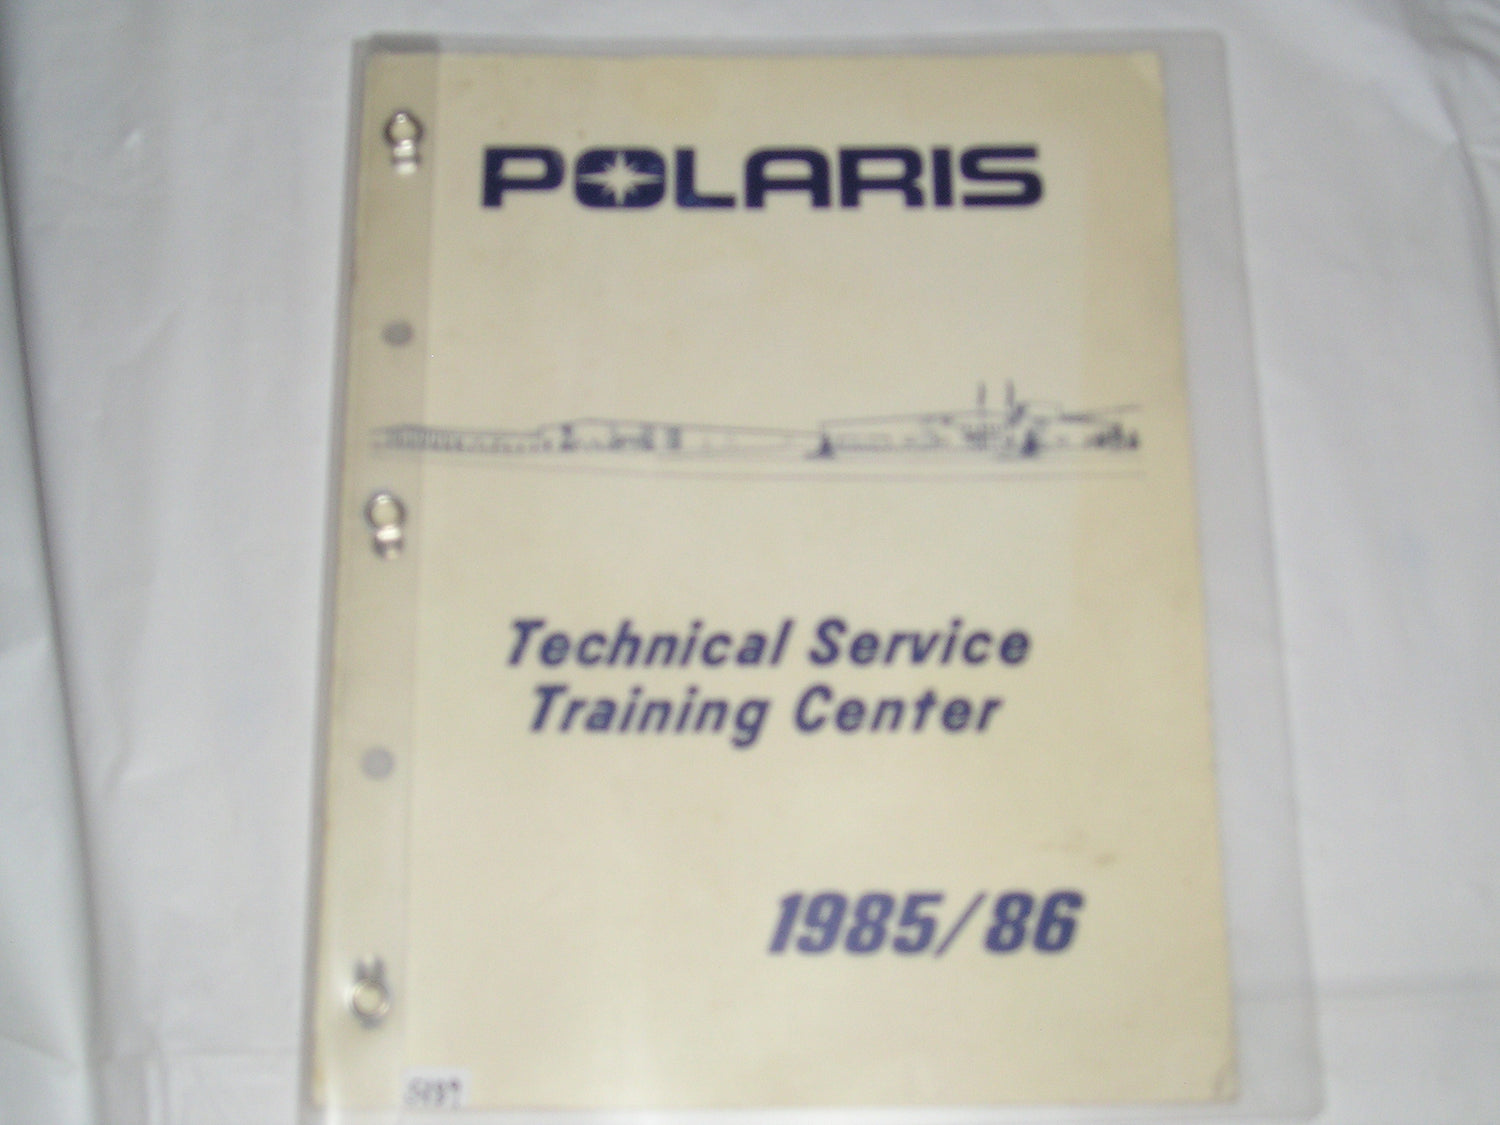 POLARIS
Technical Service
Training Center
1985/86